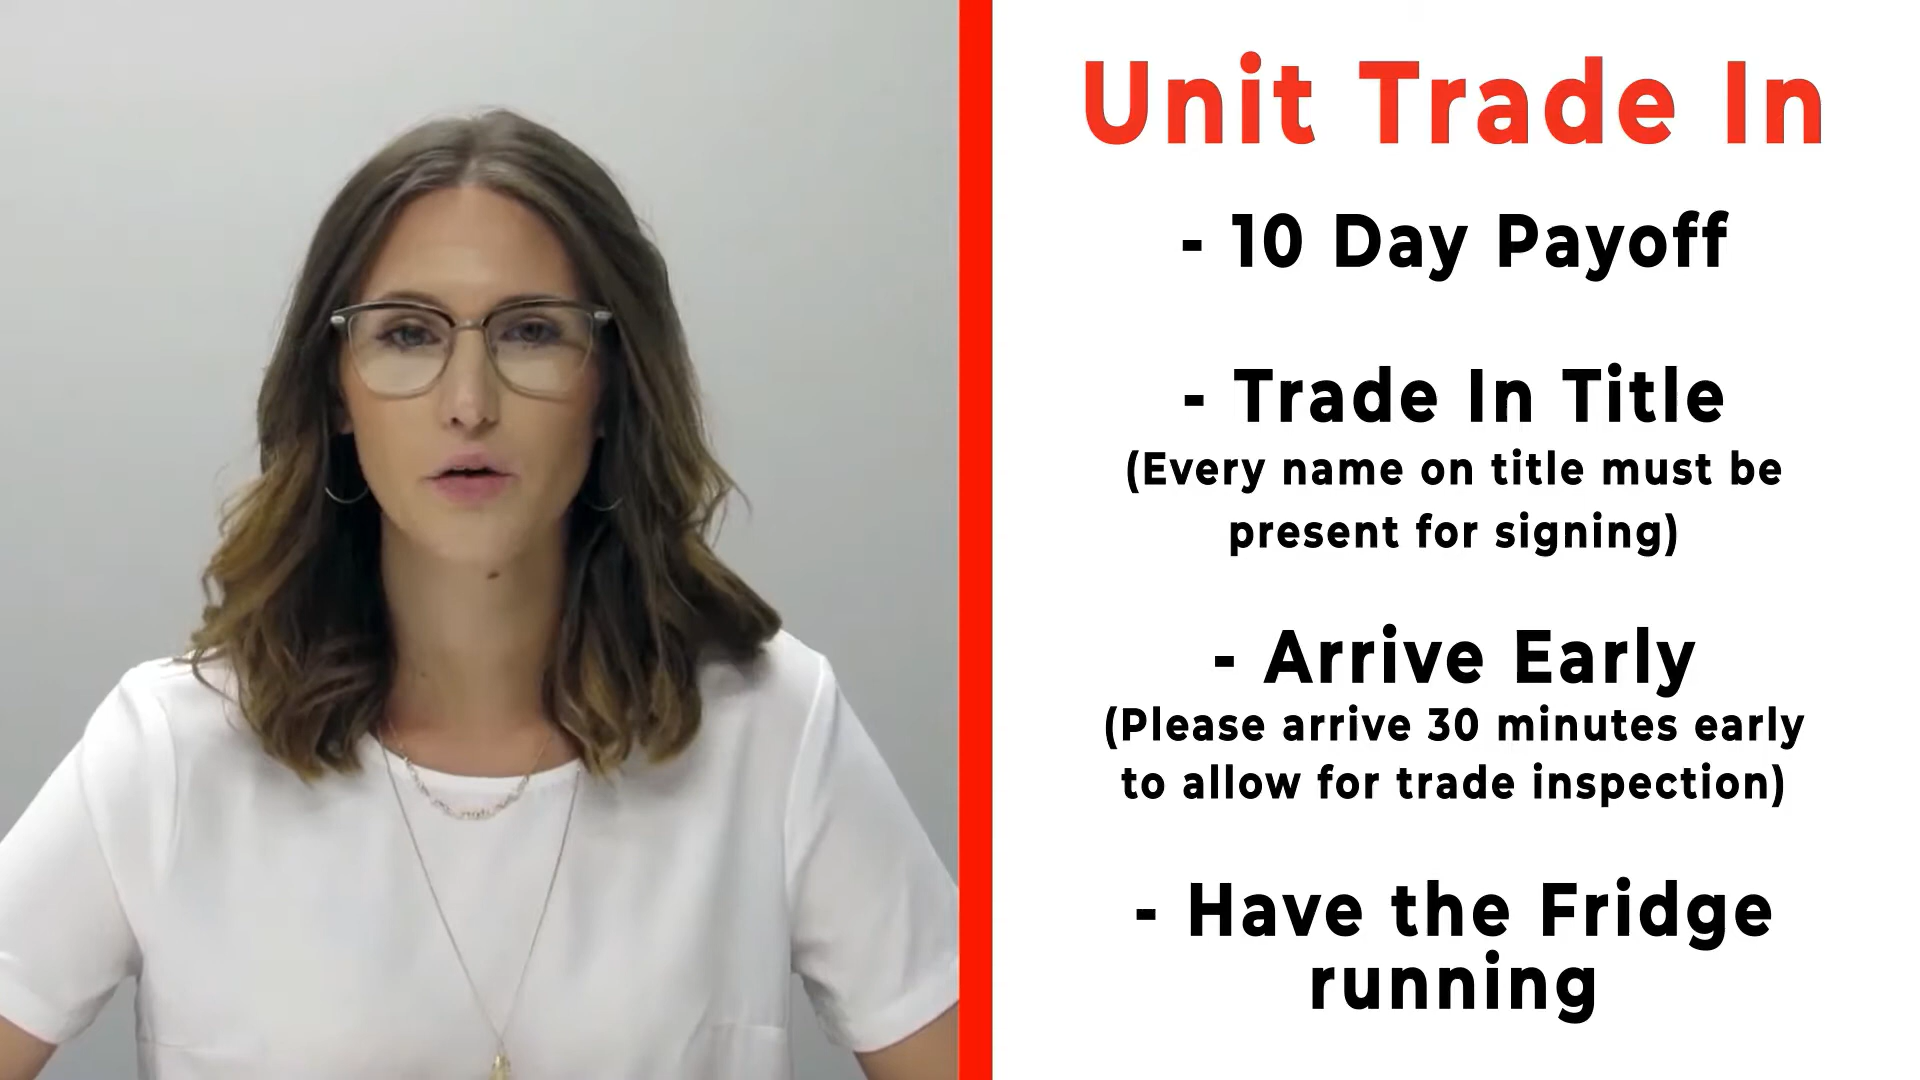 Unit Trade In
- 10 Day Payoff
- Trade In Title
(Every name on title must be
present for signing)
- Arrive Early
(Please arrive 30 minutes early
to allow for trade inspection)
- Have the Fridge
running